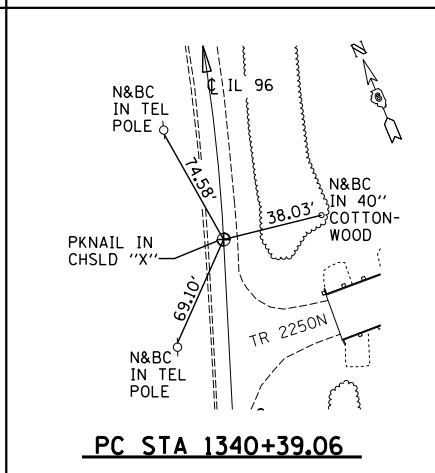 N
℄ IL 96
N&BC
IN TEL
POLE
74.58'
38.03'
N&BC
IN 40"
COTTON-
WOOD
PKNAIL IN
CHSLD "X"
69.10'
TR 2250N
N&BC
IN TEL
POLE
PC STA 1340+39.06